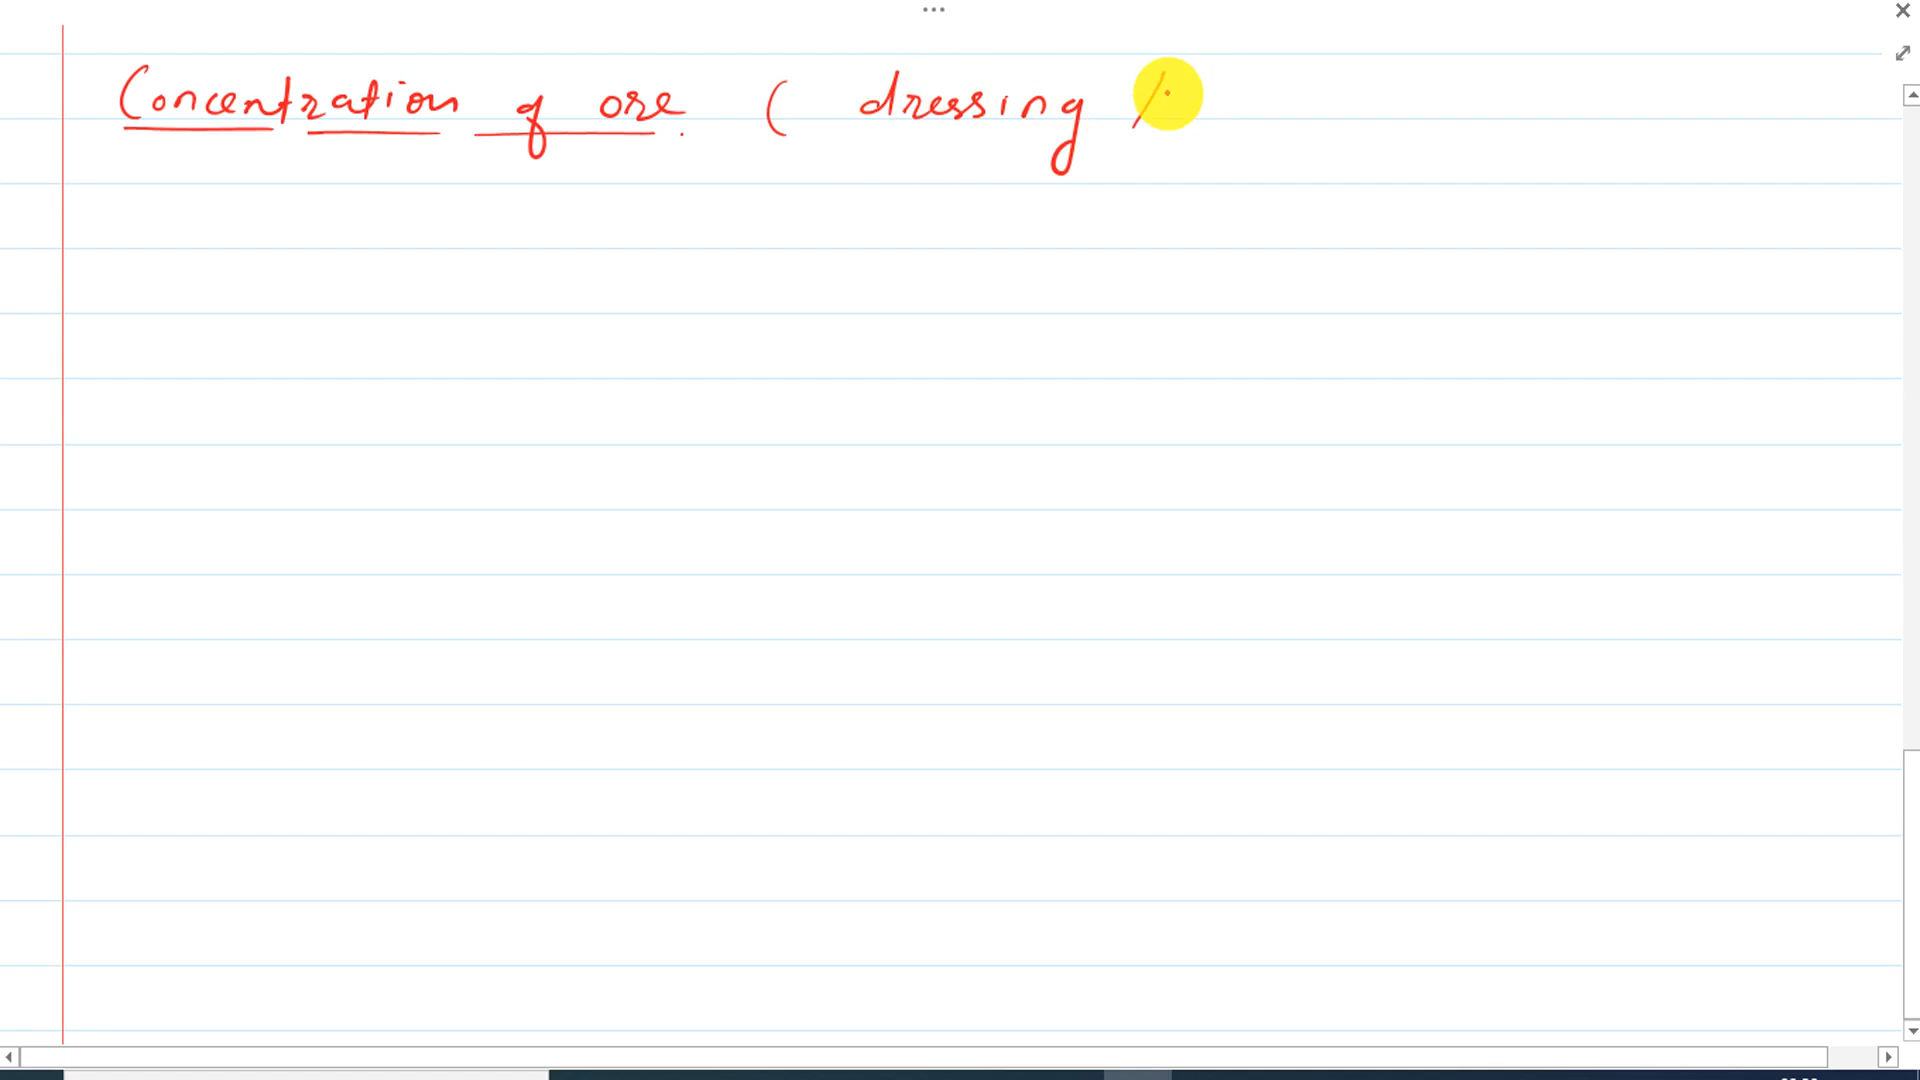 Concentration of ore ( dressing /